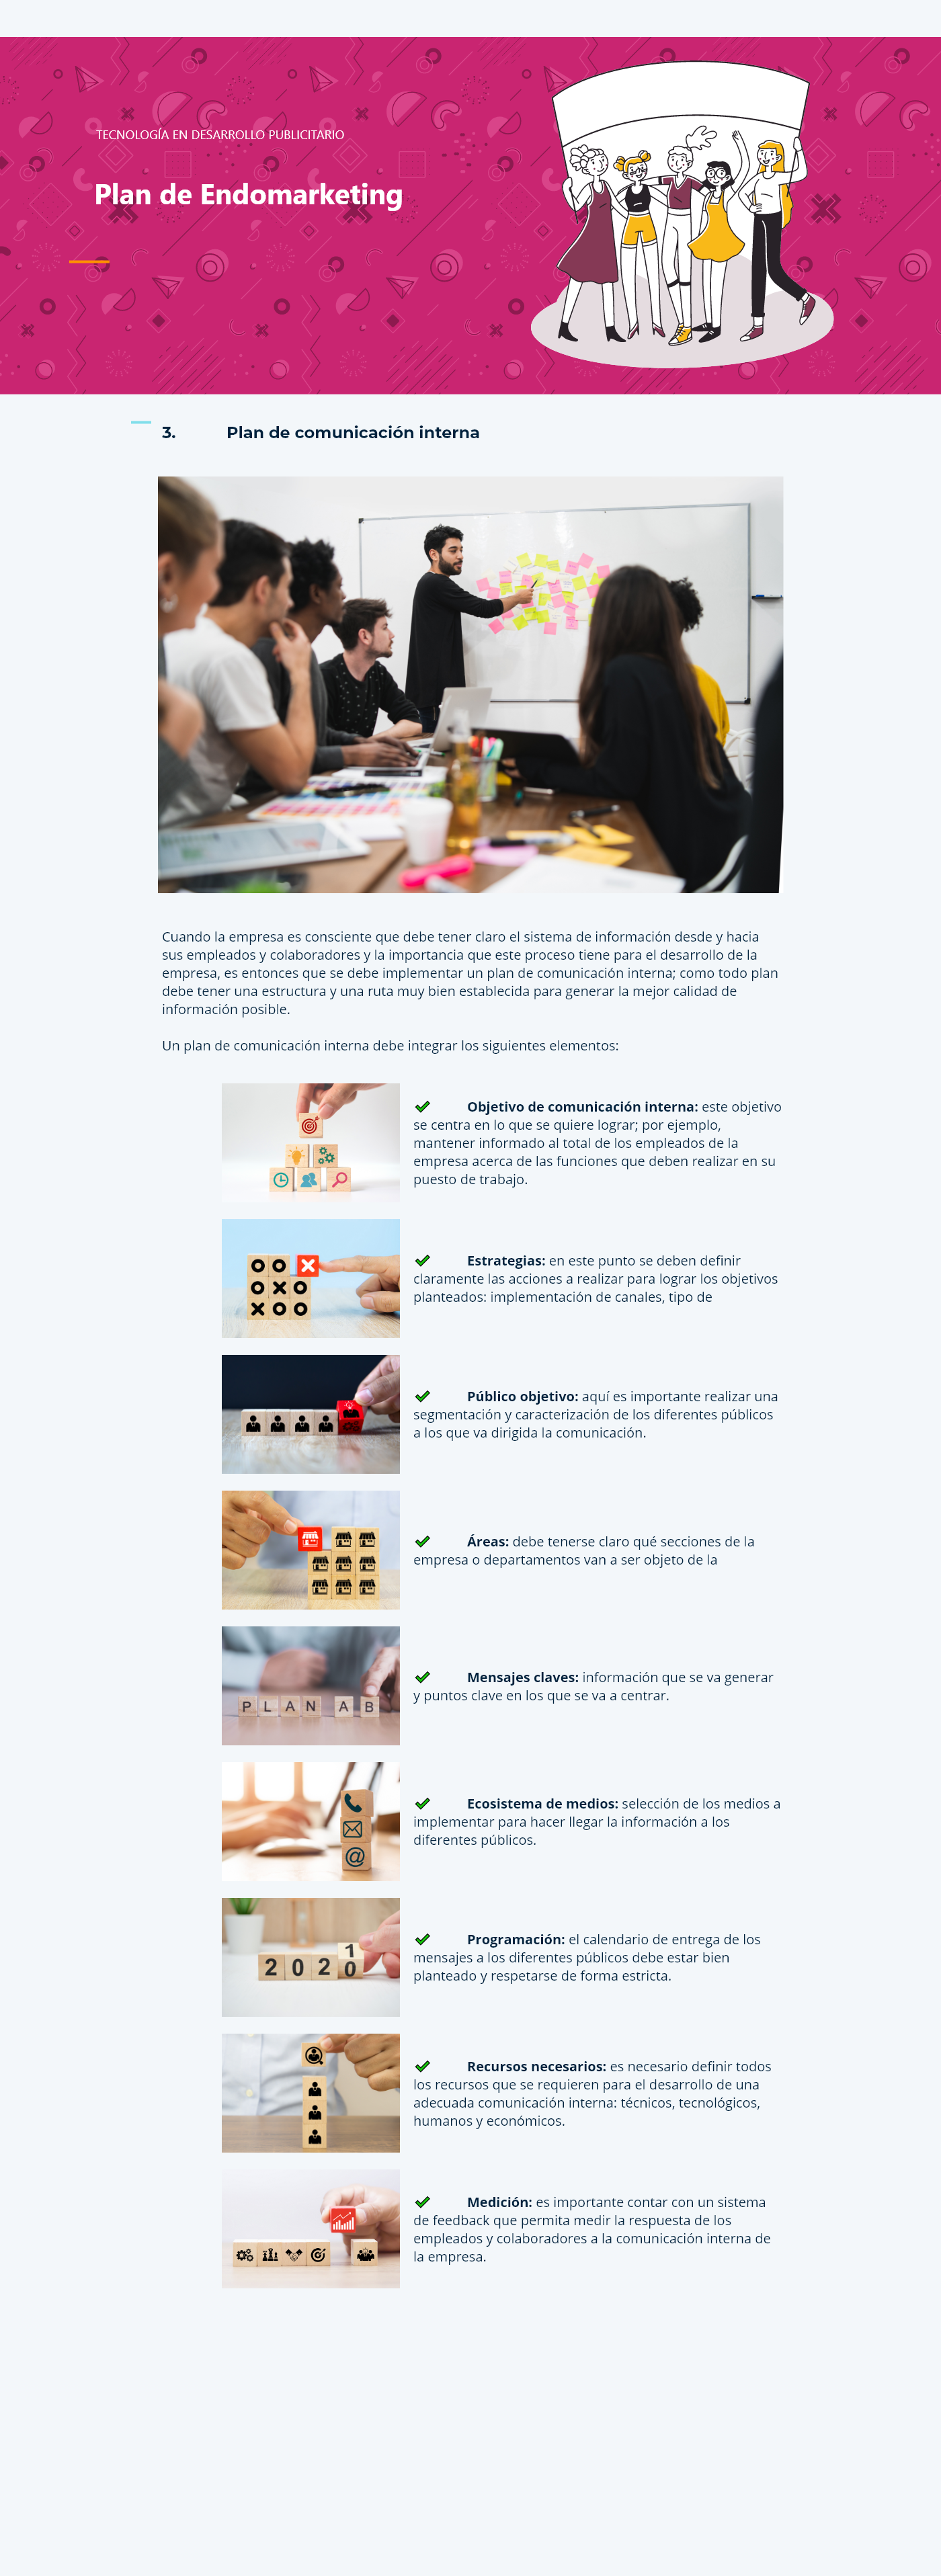 TECNOLOGÍA EN DESARROLLO PUBLICITARIO
Plan de Endomarketing
3. Plan de comunicación interna
Cuando la empresa es consciente que debe tener claro el sistema de información desde y hacia
sus empleados y colaboradores y la importancia que este proceso tiene para el desarrollo de la
empresa, es entonces que se debe implementar un plan de comunicación interna; como todo plan
debe tener una estructura y una ruta muy bien establecida para generar la mejor calidad de
información posible.
Un plan de comunicación interna debe integrar los siguientes elementos:
Objetivo de comunicación interna: este objetivo
se centra en lo que se quiere lograr; por ejemplo,
mantener informado al total de los empleados de la
empresa acerca de las funciones que deben realizar en su
puesto de trabajo.
Estrategias: en este punto se deben definir
claramente las acciones a realizar para lograr los objetivos
planteados: implementación de canales, tipo de
Público objetivo: aquí es importante realizar una
segmentación y caracterización de los diferentes públicos
a los que va dirigida la comunicación.
Áreas: debe tenerse claro qué secciones de la
empresa o departamentos van a ser objeto de la
PLAN A B
Mensajes claves: información que se va generar
y puntos clave en los que se va a centrar.
@
Ecosistema de medios: selección de los medios a
implementar para hacer llegar la información a los
diferentes públicos.
1
2020
Programación: el calendario de entrega de los
mensajes a los diferentes públicos debe estar bien
planteado y respetarse de forma estricta.
Recursos necesarios: es necesario definir todos
los recursos que se requieren para el desarrollo de una
adecuada comunicación interna: técnicos, tecnológicos,
humanos y económicos.
Medición: es importante contar con un sistema
de feedback que permita medir la respuesta de los
empleados y colaboradores a la comunicación interna de
la empresa.